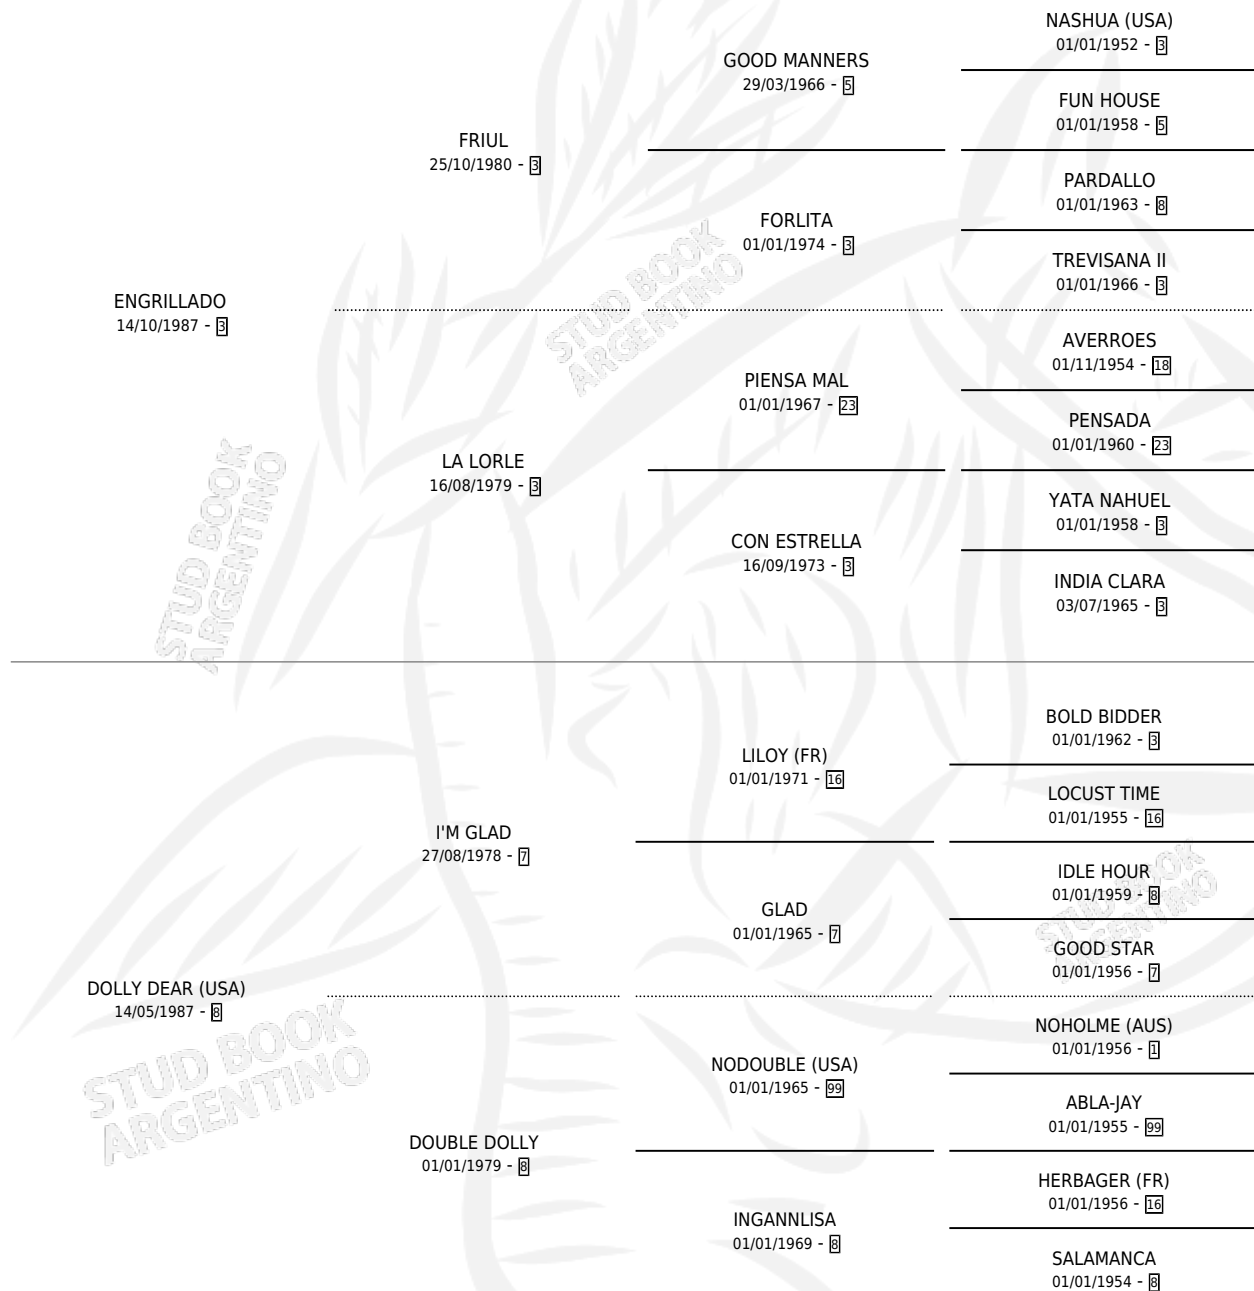 NASHUA (USA)
01/01/1952 - 3
GOOD MANNERS
29/03/1966 - 5
FUN HOUSE
01/01/1958 - 5
FRIUL
25/10/1980 - 3
PARDALLO
01/01/1963 - 8
FORLITA
01/01/1974 - 3
TREVISANA II
01/01/1966 - 3
ENGRILLADO
14/10/1987 - 3
STUD BOOK
ARGENTINO
AVERROES
01/11/1954 - 18
PIENSA MAL
01/01/1967 - 23
PENSADA
01/01/1960 - 23
LA LORLE
16/08/1979 - 3
YATA NAHUEL
01/01/1958 - 3
CON ESTRELLA
16/09/1973 - 3
INDIA CLARA
03/07/1965 - 3
STUD BOOK
ARGENTINO
BOLD BIDDER
01/01/1962 - 3
LILOY (FR)
01/01/1971 - 16
LOCUST TIME
01/01/1955 - 16
I'M GLAD
27/08/1978 - 7
IDLE HOUR
01/01/1959 - 8
GLAD
01/01/1965 - 7
GOOD STAR
01/01/1956 - 7
STUD BOOK
ARGENTINO
DOLLY DEAR (USA)
14/05/1987 - 8
NOHOLME (AUS)
01/01/1956 - 1
NODOUBLE (USA)
01/01/1965 - 99
STUD BOOK
ARGENTINO
ABLA-JAY
01/01/1955 - 99
DOUBLE DOLLY
01/01/1979 - 8
HERBAGER (FR)
01/01/1956 - 16
INGANNLISA
01/01/1969 - 8
SALAMANCA
01/01/1954 - 8